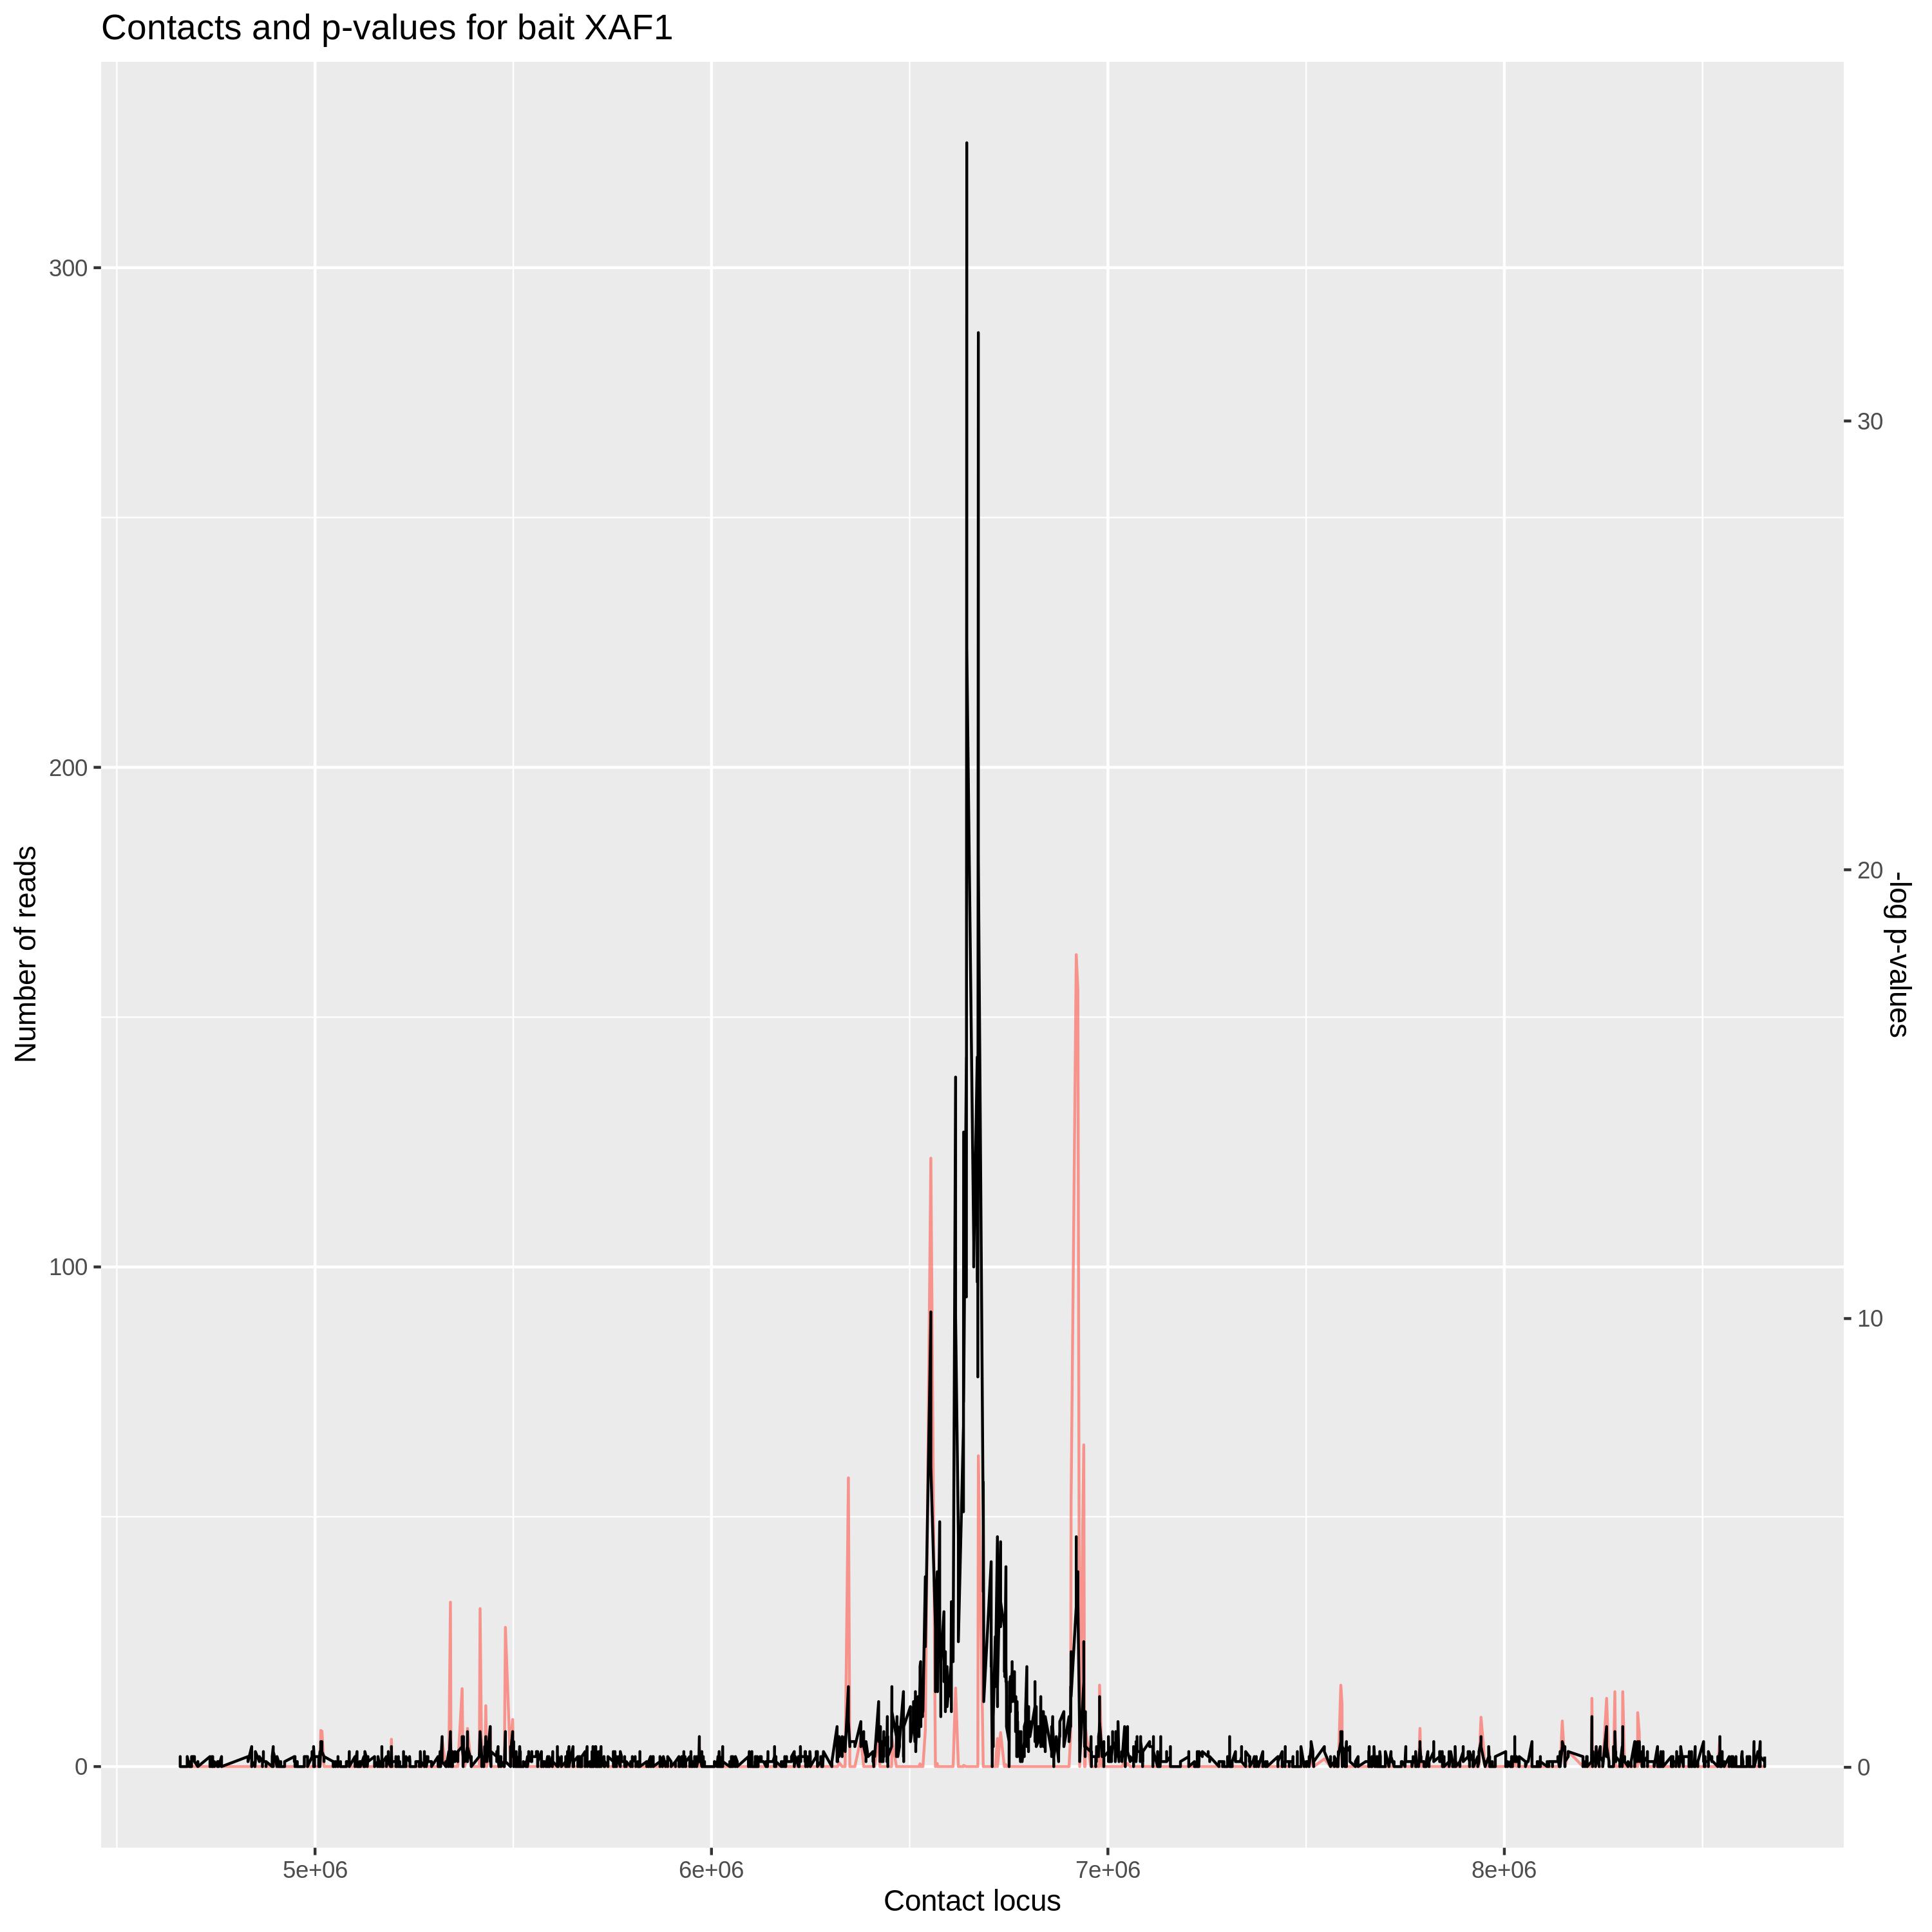 Contacts and p-values for bait XAF1
300
200
100
0
Number of reads
30
20
10
0
-log p-values
5e+06 6e+06 7e+06 8e+06
Contact locus